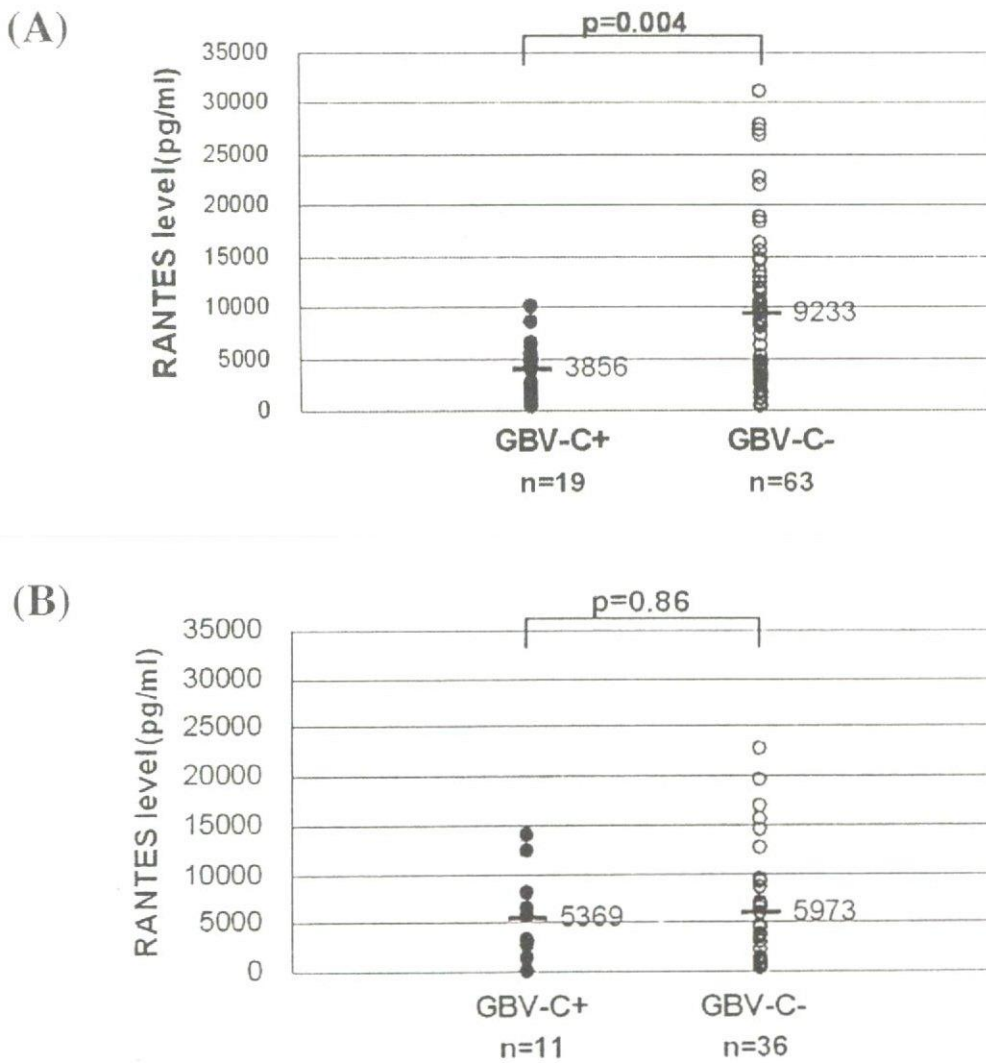 (A)
p=0.004
RANTES level(pg/ml)
35000
30000
25000
20000
15000
10000
5000
0
9233
3856
GBV-C+ GBV-C-
n=19 n=63
(B)
p=0.86
RANTES level(pg/ml)
35000
30000
25000
20000
15000
10000
5000
0
5369
5973
GBV-C+ GBV-C-
n=11 n=36